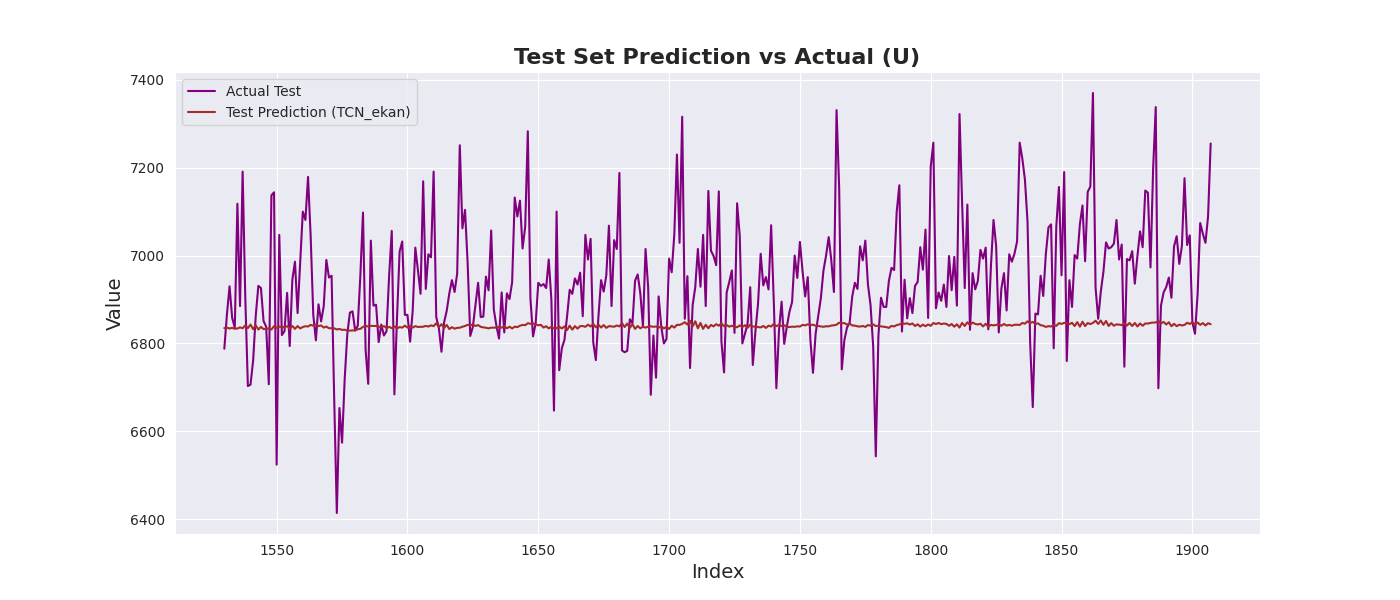 Test Set Prediction vs Actual (U)
Actual Test
Test Prediction (TCN_ekan)
Value
7400
7200
7000
6800
6600
6400
1550
1600
1650
1700
1750
1800
1850
1900
Index